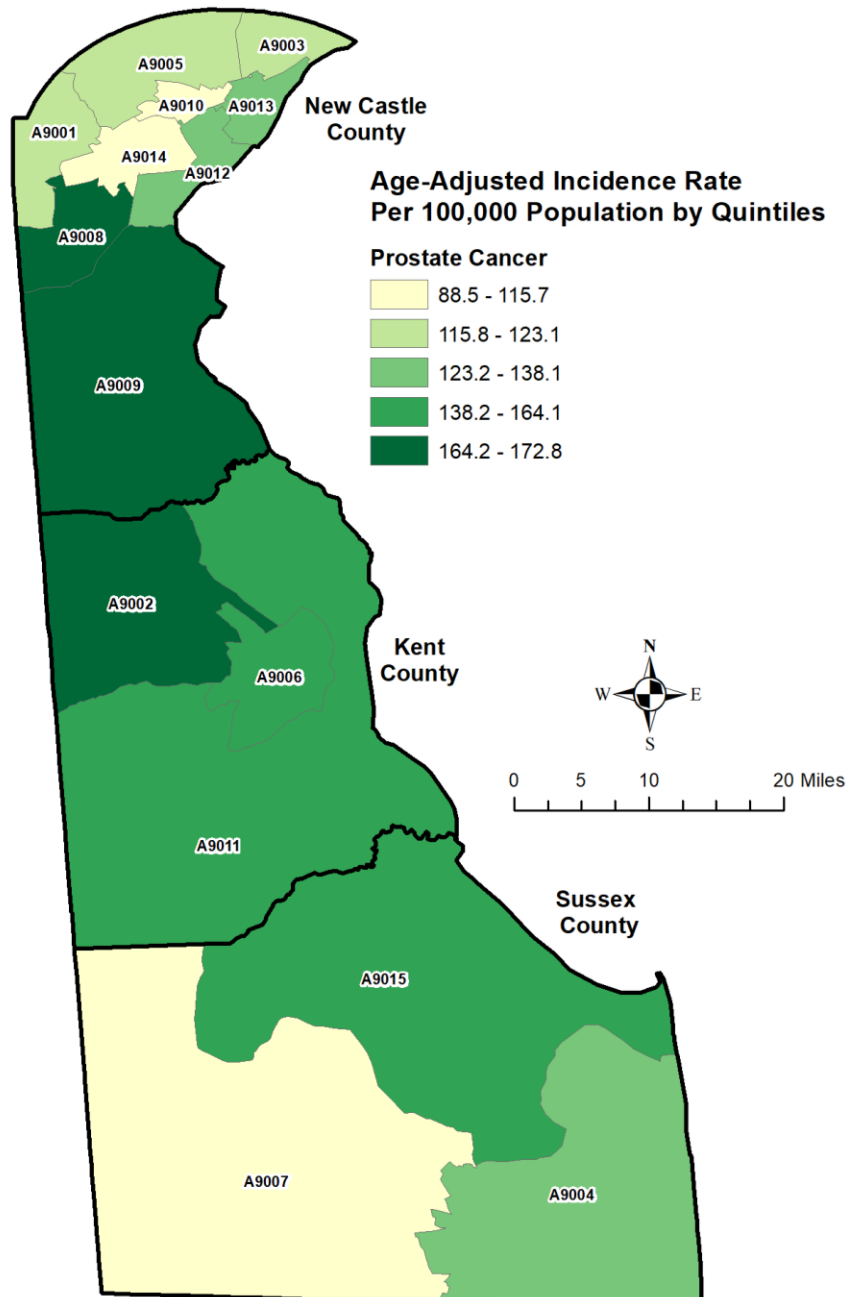 A9003
A9005
A9010
A9013
New Castle
County
A9001
A9014
A9012
Age-Adjusted Incidence Rate
Per 100,000 Population by Quintiles
A9008
Prostate Cancer
88.5 - 115.7
115.8 - 123.1
123.2 - 138.1
138.2 - 164.1
164.2 - 172.8
A9009
A9002
Kent
County
A9006
N
W
E
S
0 5 10 20 Miles
A9011
Sussex
County
A9015
A9007
A9004